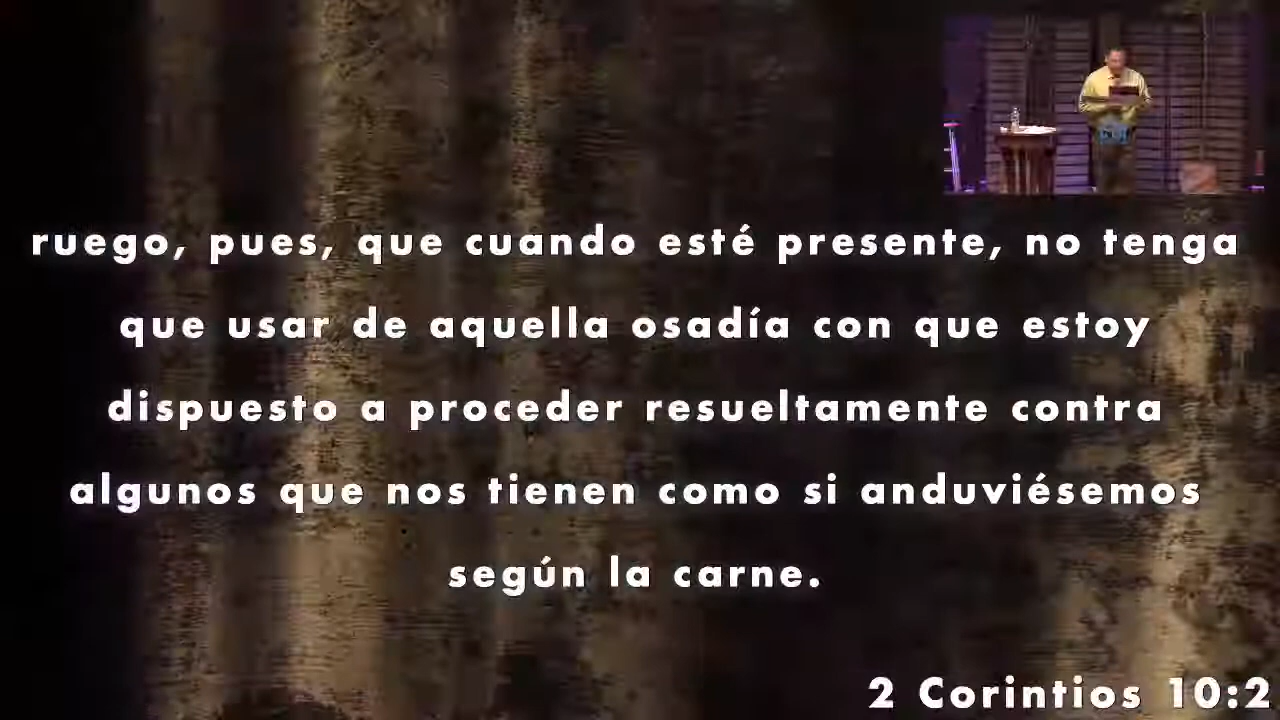 ruego, pues, que cuando esté presente, no tenga
que usar de aquella osadía con que estoy
dispuesto a proceder resueltamente contra
algunos que nos tienen como si anduviésemos
según la carne.
2 Corintios 10:2